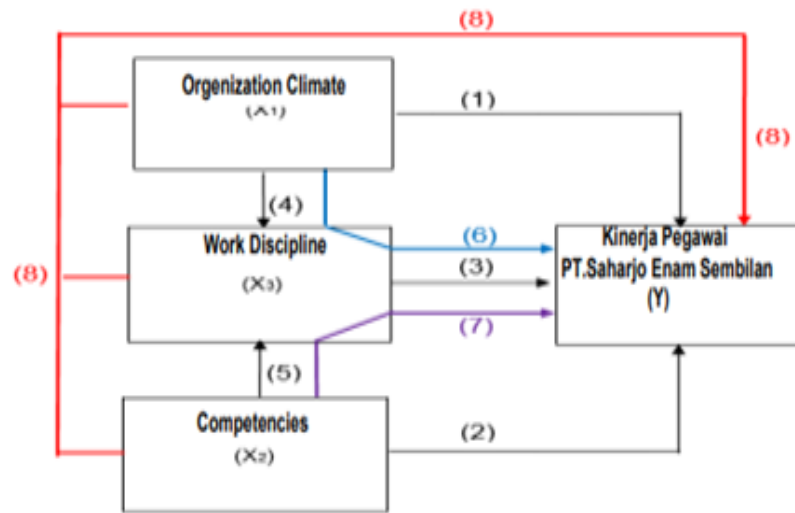 (8)
Orgenization Climate
(X1)
(1)
(8)
(4)
Work Discipline
(X3)
(6)
(3)
(7)
Kinerja Pegawai
PT.Saharjo Enam Sembilan
(Y)
(8)
(5)
Competencies
(X2)
(2)